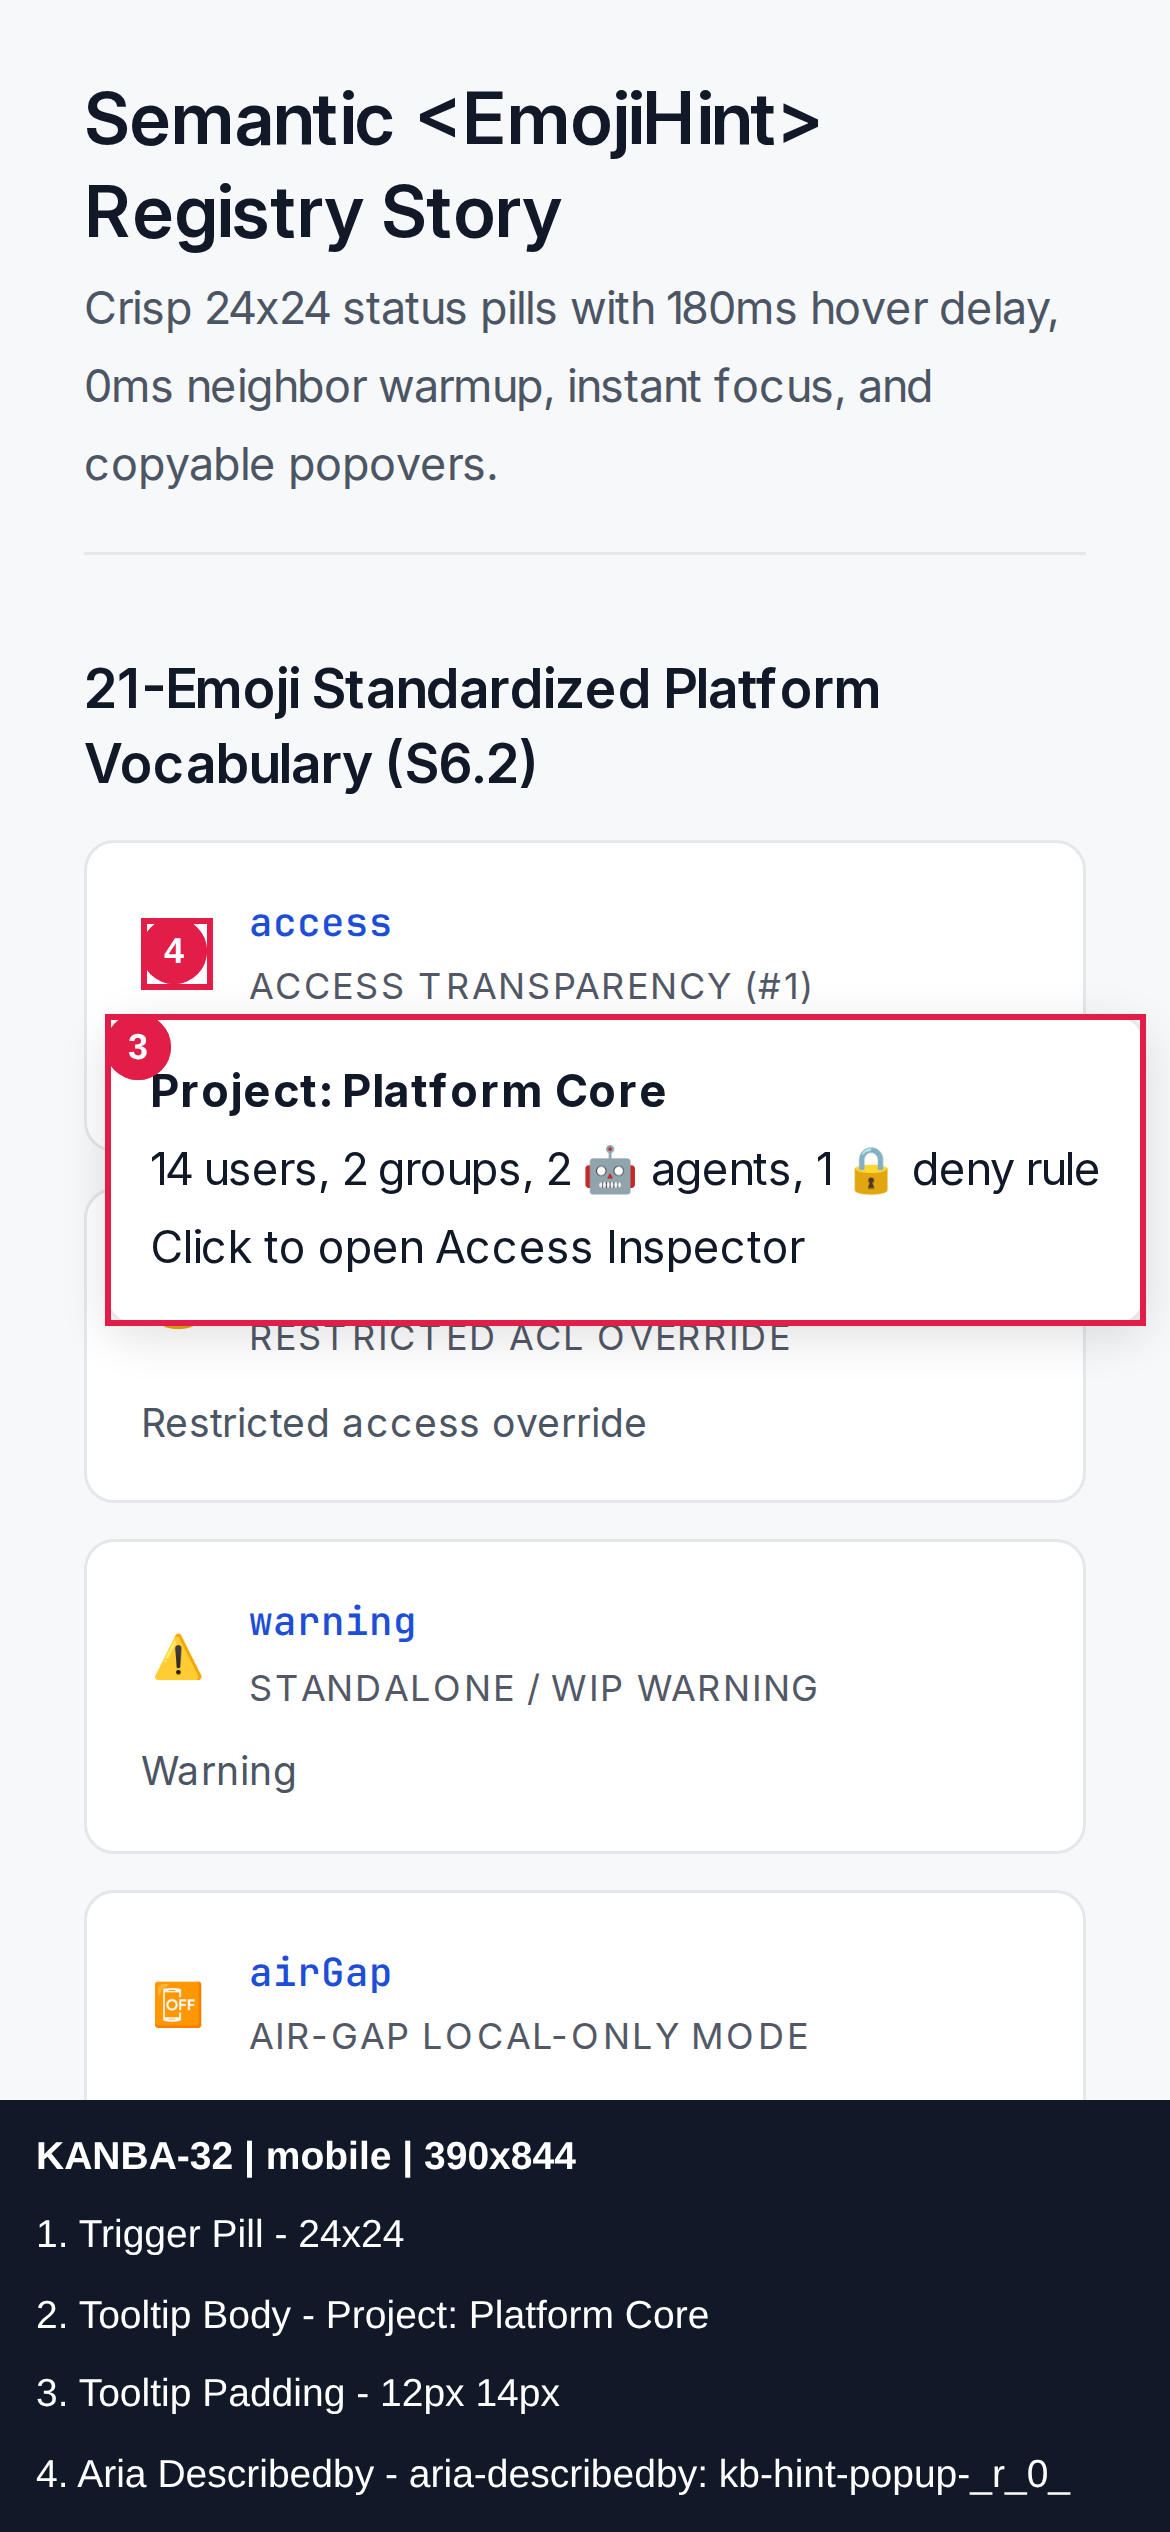 Semantic <EmojiHint>
Registry Story
Crisp 24x24 status pills with 180ms hover delay,
0ms neighbor warmup, instant focus, and
copyable popovers.
21-Emoji Standardized Platform
Vocabulary (S6.2)
access
4
ACCESS TRANSPARENCY (#1)
3
Project: Platform Core
14 users, 2 groups, 2 🤖 agents, 1 🔒 deny rule
Click to open Access Inspector
RESTRICTED ACL OVERRIDE
Restricted access override
warning
STANDALONE / WIP WARNING
Warning
airGap
OFF
AIR-GAP LOCAL-ONLY MODE
KANBA-32 | mobile | 390x844
1. Trigger Pill - 24x24
2. Tooltip Body - Project: Platform Core
3. Tooltip Padding - 12px 14px
4. Aria Describedby - aria-describedby: kb-hint-popup-_r_0_